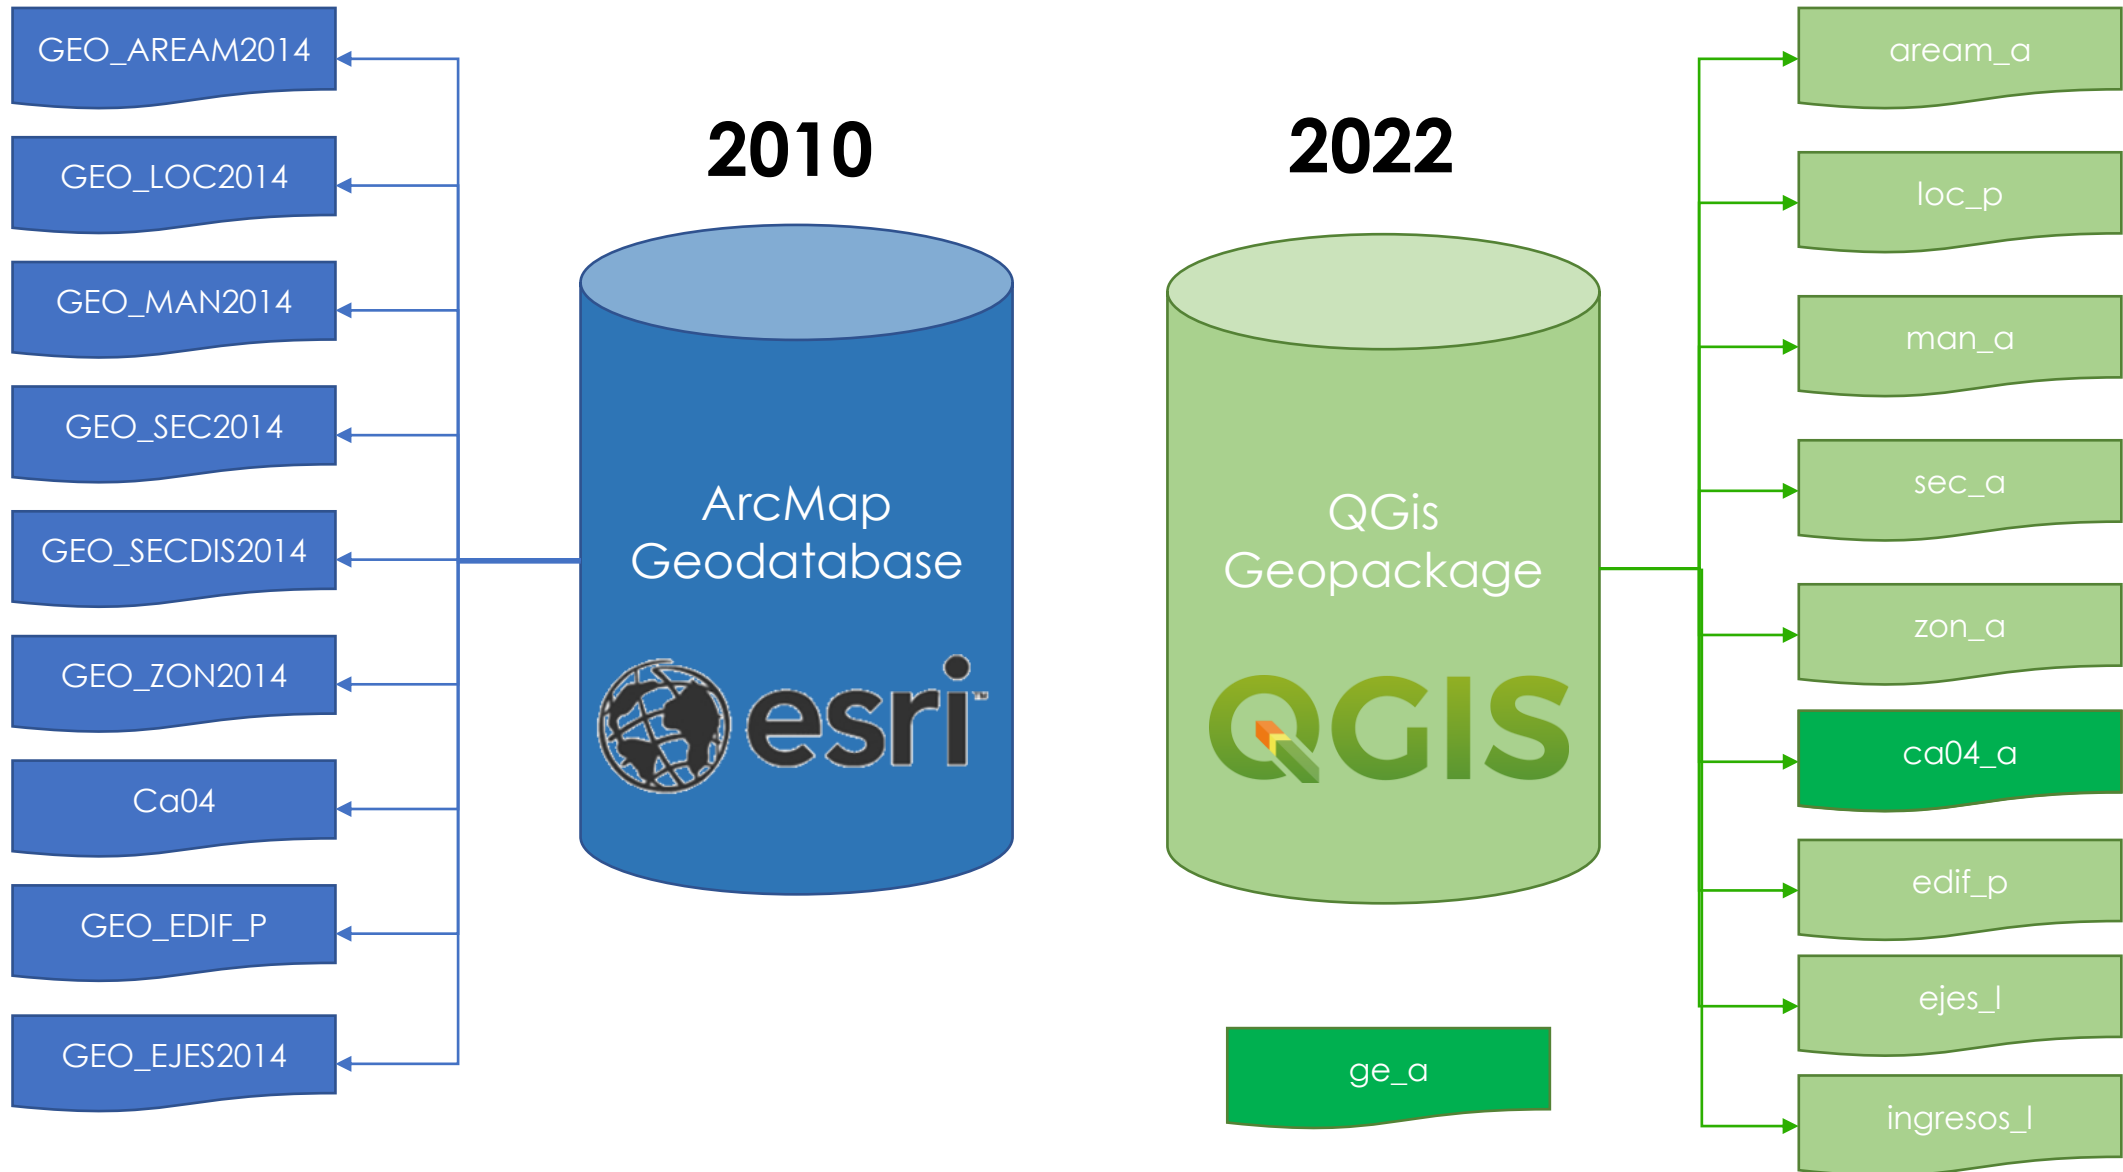 GEO_AREAM2014
GEO_LOC2014
GEO_MAN2014
GEO_SEC2014
GEO_SECDIS2014
GEO_ZON2014
Ca04
GEO_EDIF_P
GEO_EJES2014
2010
ArcMap
Geodatabase
esri™
2022
QGis
Geopackage
QGIS
ge_a
aream_a
loc_p
man_a
sec_a
zon_a
ca04_a
edif_p
ejes_l
ingresos_l